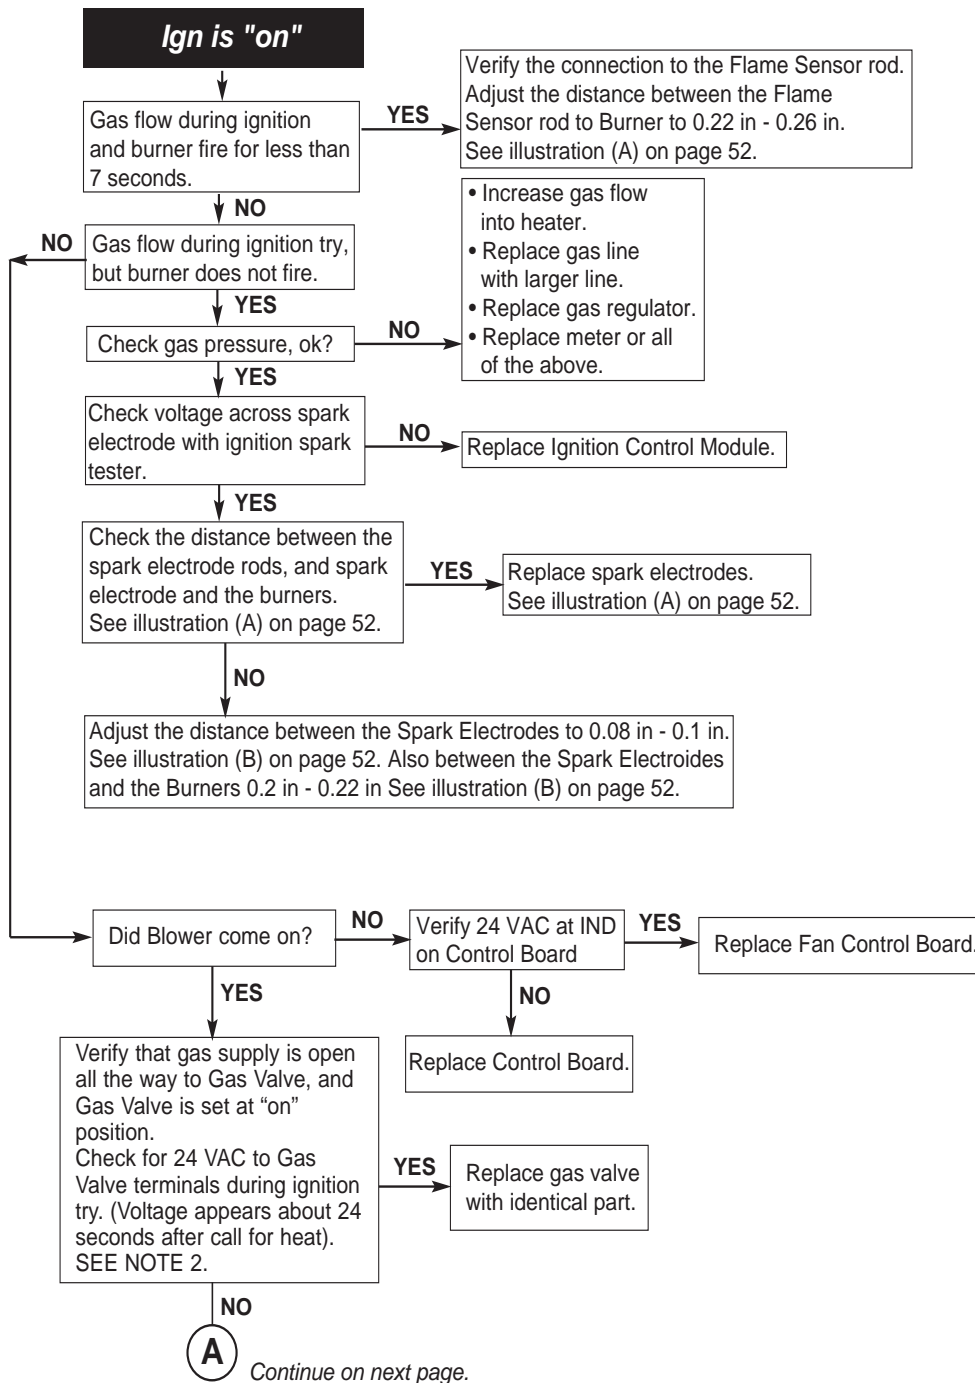 Ign is "on"
Gas flow during ignition
and burner fire for less than
7 seconds.
YES
Verify the connection to the Flame Sensor rod.
Adjust the distance between the Flame
Sensor rod to Burner to 0.22 in - 0.26 in.
See illustration (A) on page 52.
NO
NO
Gas flow during ignition try,
but burner does not fire.
YES
Check gas pressure, ok?
NO
• Increase gas flow
into heater.
• Replace gas line
with larger line.
• Replace gas regulator.
• Replace meter or all
of the above.
YES
Check voltage across spark
electrode with ignition spark
tester.
NO
Replace Ignition Control Module.
YES
Check the distance between the
spark electrode rods, and spark
electrode and the burners.
See illustration (A) on page 52.
YES
Replace spark electrodes.
See illustration (A) on page 52.
NO
Adjust the distance between the Spark Electrodes to 0.08 in - 0.1 in.
See illustration (B) on page 52. Also between the Spark Electroides
and the Burners 0.2 in - 0.22 in See illustration (B) on page 52.
Did Blower come on?
NO
Verify 24 VAC at IND
on Control Board
YES
Replace Fan Control Board.
YES
NO
Replace Control Board.
Verify that gas supply is open
all the way to Gas Valve, and
Gas Valve is set at “on”
position.
Check for 24 VAC to Gas
Valve terminals during ignition
try. (Voltage appears about 24
seconds after call for heat).
SEE NOTE 2.
YES
Replace gas valve
with identical part.
NO
A
Continue on next page.